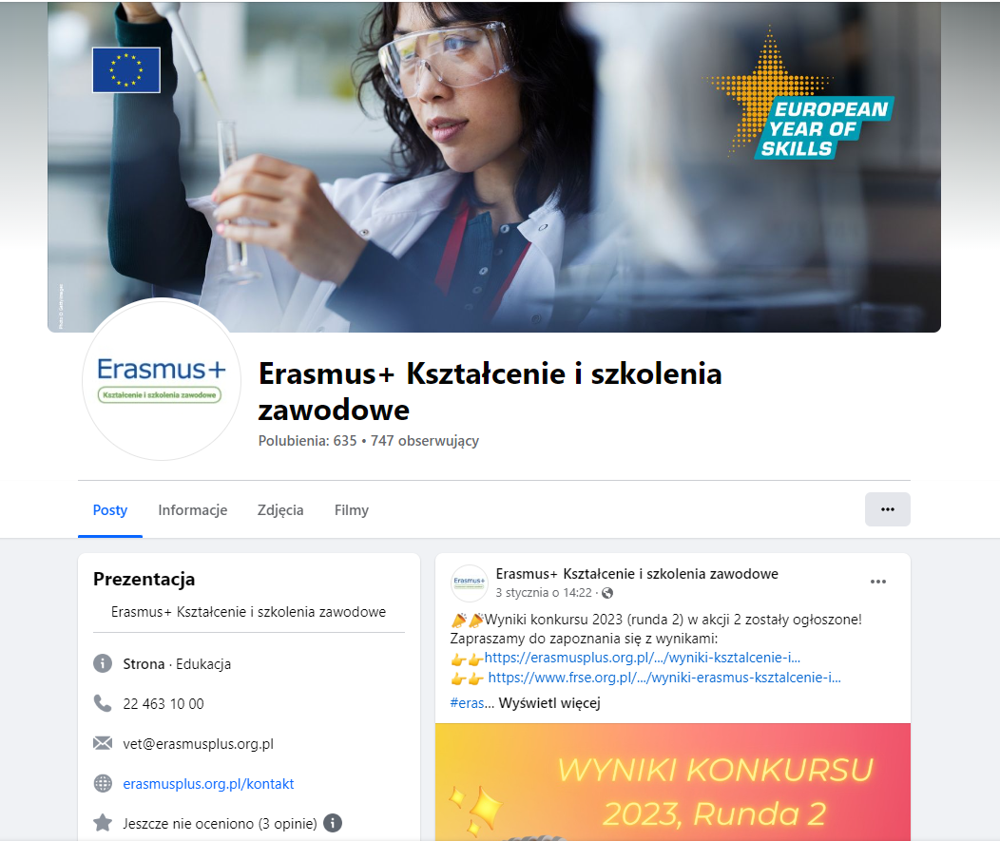 EUROPEAN
YEAR OF
SKILLS
Erasmus+
Kształcenie i szkolenia zawodowe
Erasmus+ Kształcenie i szkolenia
zawodowe
Polubienia: 635 • 747 obserwujący
Posty Informacje Zdjęcia Filmy
Prezentacja
Erasmus+ Kształcenie i szkolenia zawodowe
Strona · Edukacja
22 463 10 00
vet@erasmusplus.org.pl
erasmusplus.org.pl/kontakt
Jeszcze nie oceniono (3 opinie)
Erasmus+
Erasmus+ Kształcenie i szkolenia zawodowe
3 stycznia o 14:22 ·
🎉🎉Wyniki konkursu 2023 (runda 2) w akcji 2 zostały ogłoszone!
Zapraszamy do zapoznania się z wynikami:
👉👉https://erasmusplus.org.pl/.../wyniki-ksztalcenie-i...
👉👉 https://www.frse.org.pl/.../wyniki-erasmus-ksztalcenie-i...
#eras... Wyświetl więcej
WYNIKI KONKURSU
2023, Runda 2